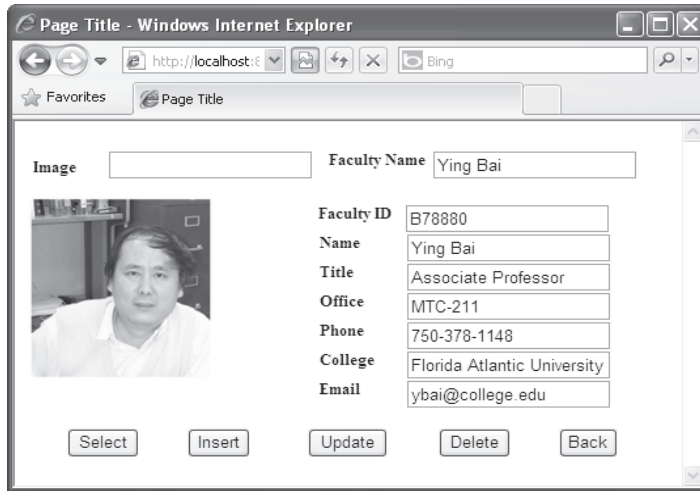 Page Title - Windows Internet Explorer
http://localhost:8
Bing
Favorites
Page Title
Image
Faculty Name Ying Bai
Faculty ID B78880
Name Ying Bai
Title Associate Professor
Office MTC-211
Phone 750-378-1148
College Florida Atlantic University
Email ybai@college.edu
Select Insert Update Delete Back